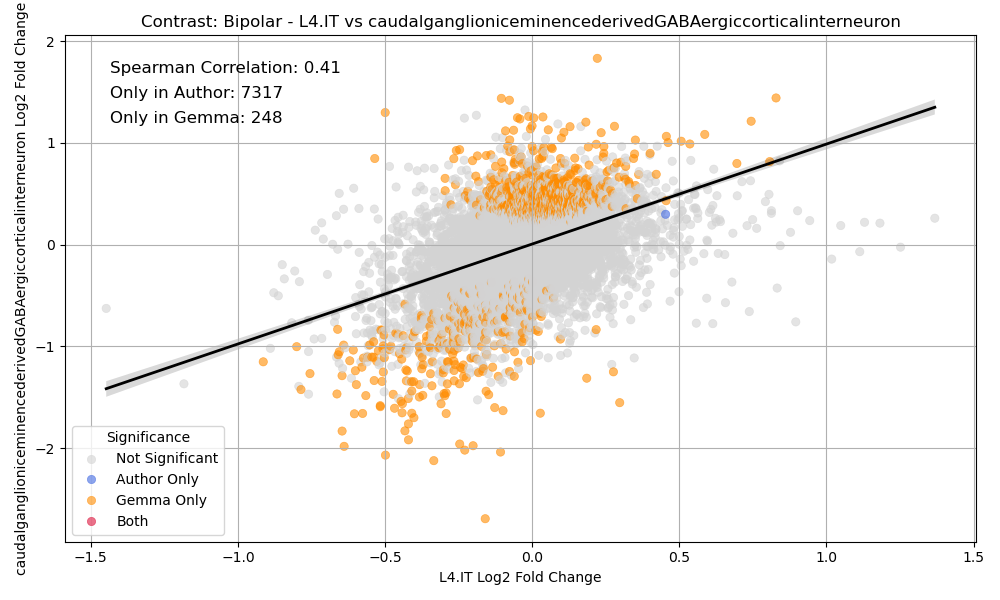 Contrast: Bipolar - L4.IT vs caudalganglioniceminencederivedGABAergiccorticalinterneuron
caudalganglioniceminencederivedGABAergiccorticalinterneuron Log2 Fold Change
2
1
0
−1
−2
Spearman Correlation: 0.41
Only in Author: 7317
Only in Gemma: 248
Significance
Not Significant
Author Only
Gemma Only
Both
−1.5
−1.0
−0.5
0.0
0.5
1.0
1.5
L4.IT Log2 Fold Change